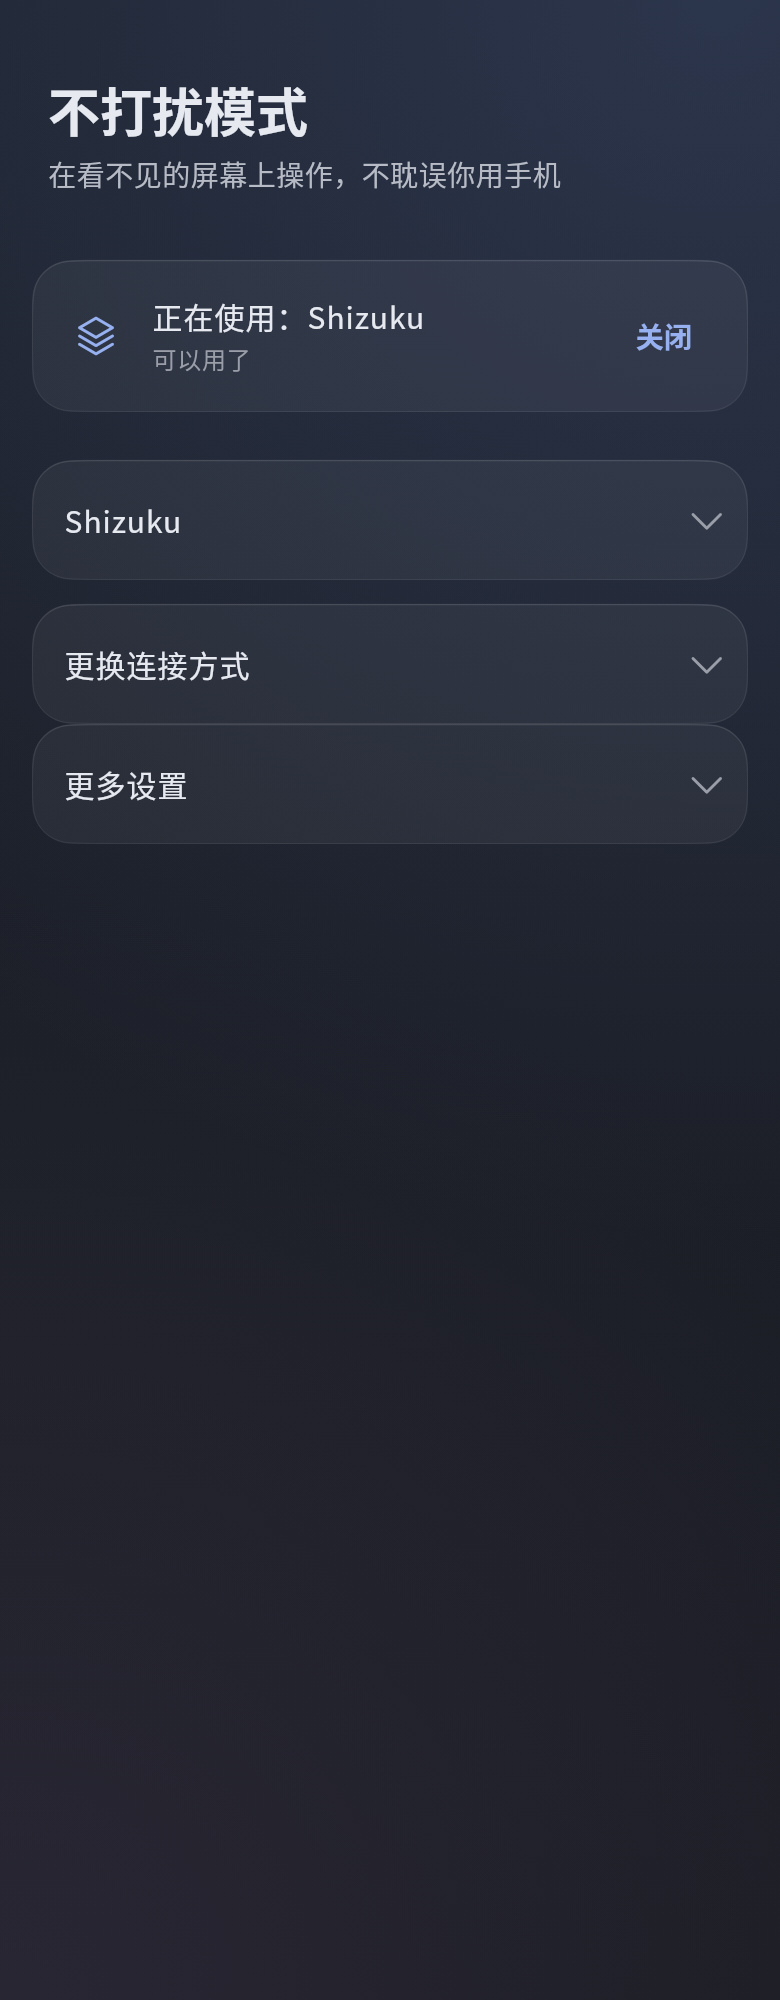 不打扰模式
在看不见的屏幕上操作，不耽误你用手机
正在使用：Shizuku
可以用了
关闭
Shizuku
更换连接方式
更多设置